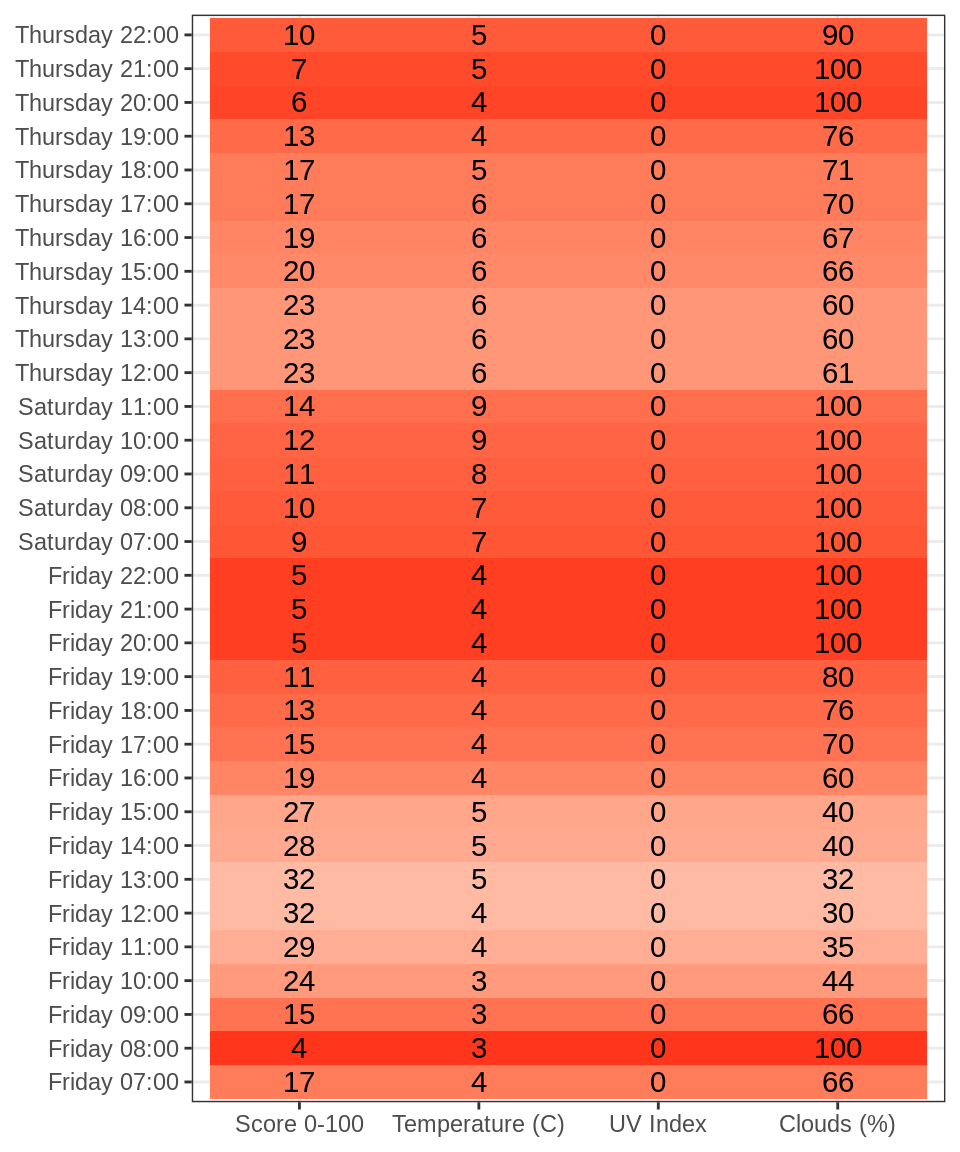 Thursday 22:00 10 5 0 90
Thursday 21:00 7 5 0 100
Thursday 20:00 6 4 0 100
Thursday 19:00 13 4 0 76
Thursday 18:00 17 5 0 71
Thursday 17:00 17 6 0 70
Thursday 16:00 19 6 0 67
Thursday 15:00 20 6 0 66
Thursday 14:00 23 6 0 60
Thursday 13:00 23 6 0 60
Thursday 12:00 23 6 0 61
Saturday 11:00 14 9 0 100
Saturday 10:00 12 9 0 100
Saturday 09:00 11 8 0 100
Saturday 08:00 10 7 0 100
Saturday 07:00 9 7 0 100
Friday 22:00 5 4 0 100
Friday 21:00 5 4 0 100
Friday 20:00 5 4 0 100
Friday 19:00 11 4 0 80
Friday 18:00 13 4 0 76
Friday 17:00 15 4 0 70
Friday 16:00 19 4 0 60
Friday 15:00 27 5 0 40
Friday 14:00 28 5 0 40
Friday 13:00 32 5 0 32
Friday 12:00 32 4 0 30
Friday 11:00 29 4 0 35
Friday 10:00 24 3 0 44
Friday 09:00 15 3 0 66
Friday 08:00 4 3 0 100
Friday 07:00 17 4 0 66
Score 0-100 Temperature (C) UV Index Clouds (%)